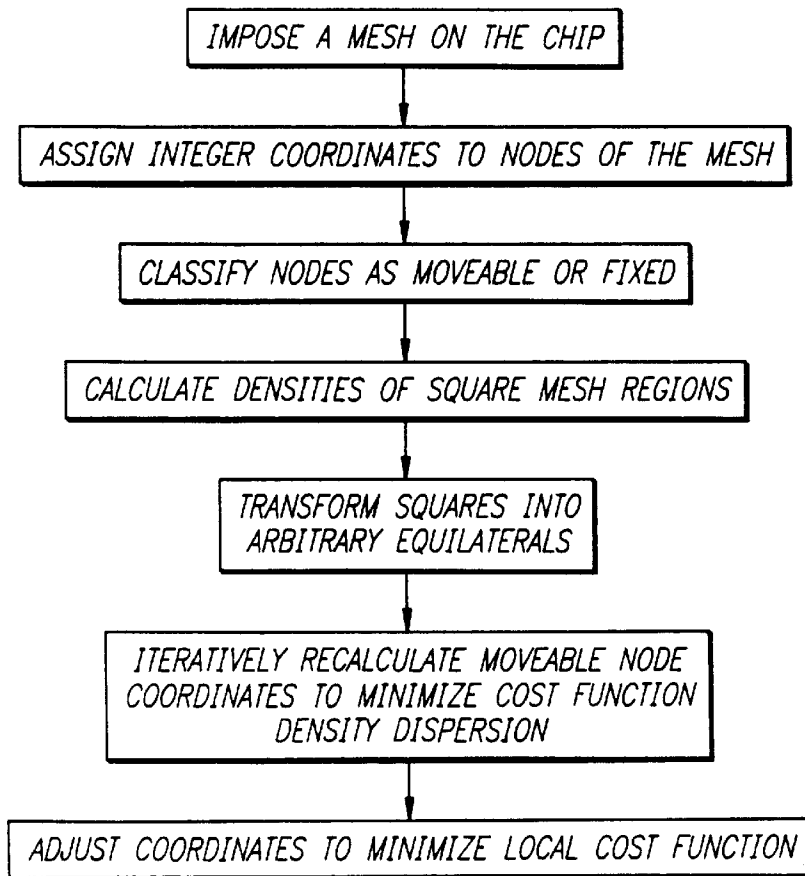 IMPOSE A MESH ON THE CHIP
ASSIGN INTEGER COORDINATES TO NODES OF THE MESH
CLASSIFY NODES AS MOVEABLE OR FIXED
CALCULATE DENSITIES OF SQUARE MESH REGIONS
TRANSFORM SQUARES INTO
ARBITRARY EQUILATERALS
ITERATIVELY RECALCULATE MOVEABLE NODE
COORDINATES TO MINIMIZE COST FUNCTION
DENSITY DISPERSION
ADJUST COORDINATES TO MINIMIZE LOCAL COST FUNCTION